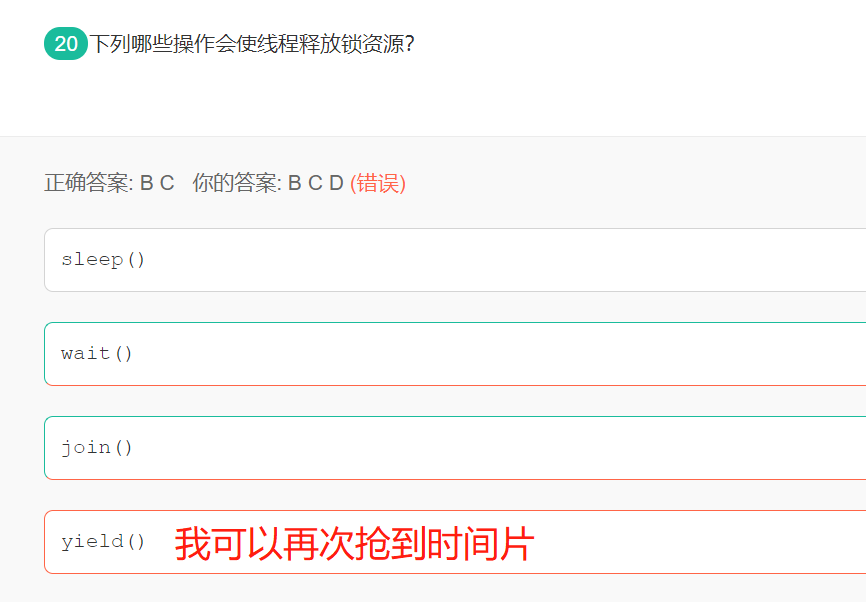 20 下列哪些操作会使线程释放锁资源?
正确答案: B C 你的答案: B C D (错误)
sleep()
wait()
join()
yield() 我可以再次抢到时间片